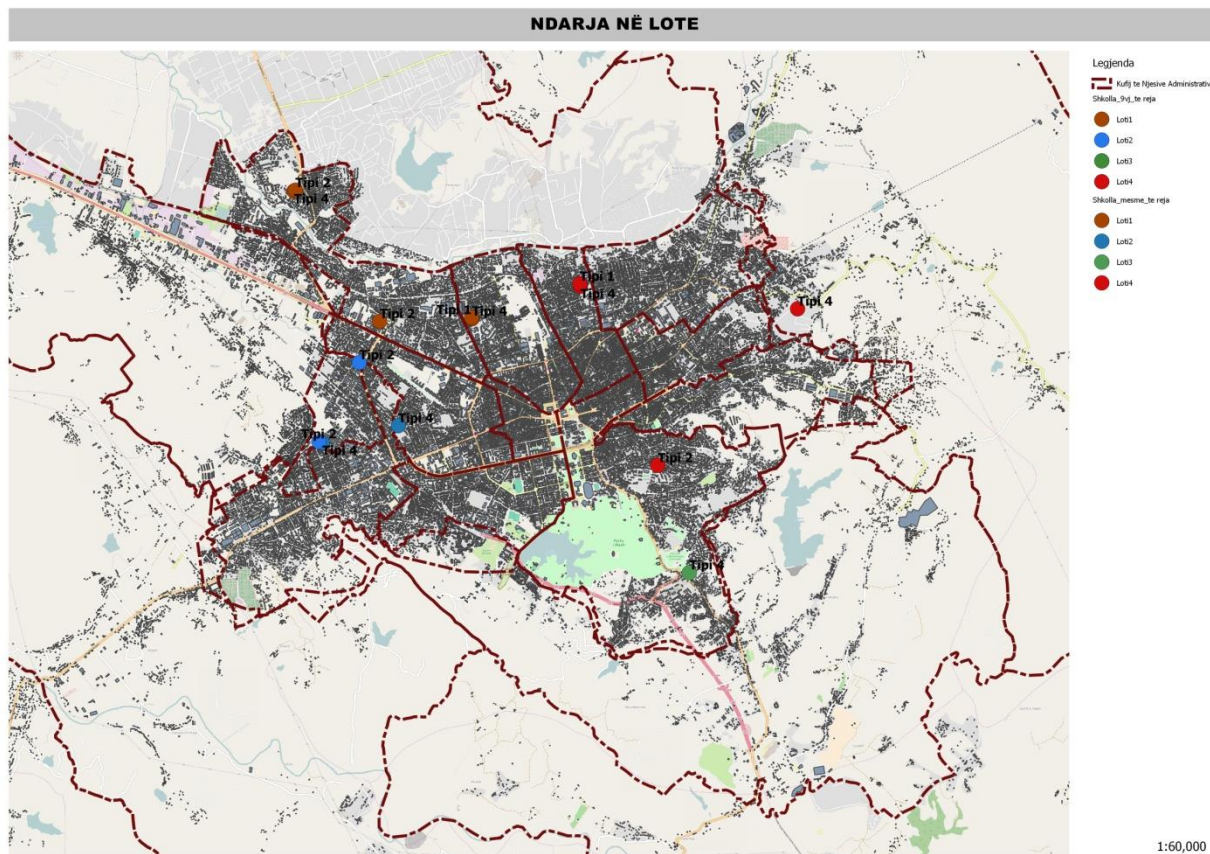 NDARJA NË LOTE
Legjenda
Kufij te Njesive Administrativ
Shkolla_9vj_te reja
Loti1
Loti2
Loti3
Loti4
Shkolla_mesme_te reja
Loti1
Loti2
Loti3
Loti4
Tipi 2
Tipi 4
Tipi 1
Tipi 4
Tipi 4
Tipi 2
Tipi 1
Tipi 4
Tipi 2
Tipi 4
Tipi 2
Tipi 4
Tipi 2
Tipi 4
1:60,000